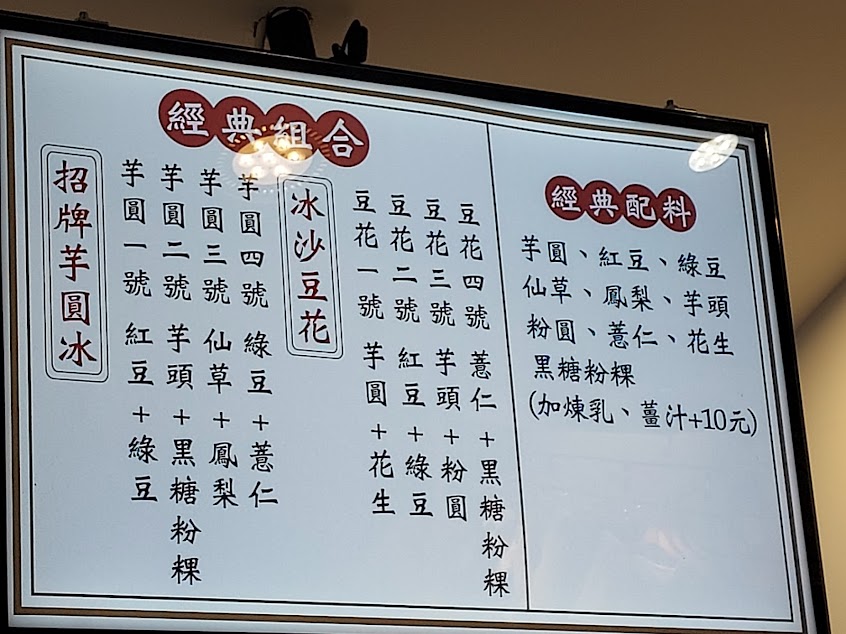 經典組合
招牌芋圓冰
芋圓一號 紅豆+綠豆
芋圓二號 芋頭+黑糖粉粿
芋圓三號 仙草+鳳梨
芋圓四號 綠豆+薏仁
冰沙豆花
豆花一號 芋圓+花生
豆花二號 紅豆+綠豆
豆花三號 芋頭+粉圓
豆花四號 薏仁+黑糖粉粿
經典配料
芋圓、紅豆、綠豆
仙草、鳳梨、芋頭
粉圓、薏仁、花生
黑糖粉粿
(加煉乳、薑汁+10元)